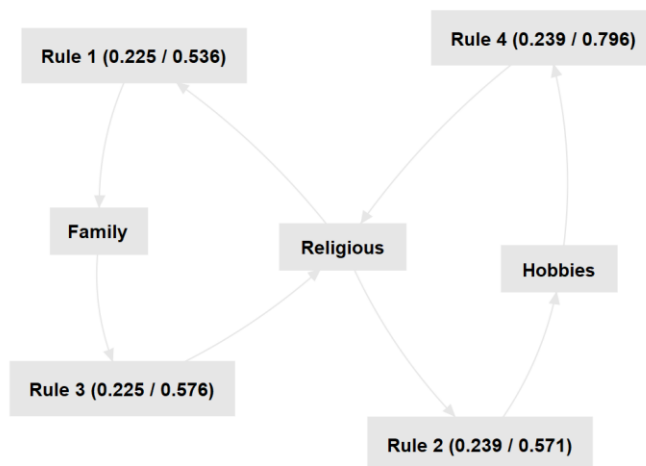 Rule 1 (0.225 / 0.536)
Rule 4 (0.239 / 0.796)
Family
Religious
Hobbies
Rule 3 (0.225 / 0.576)
Rule 2 (0.239 / 0.571)